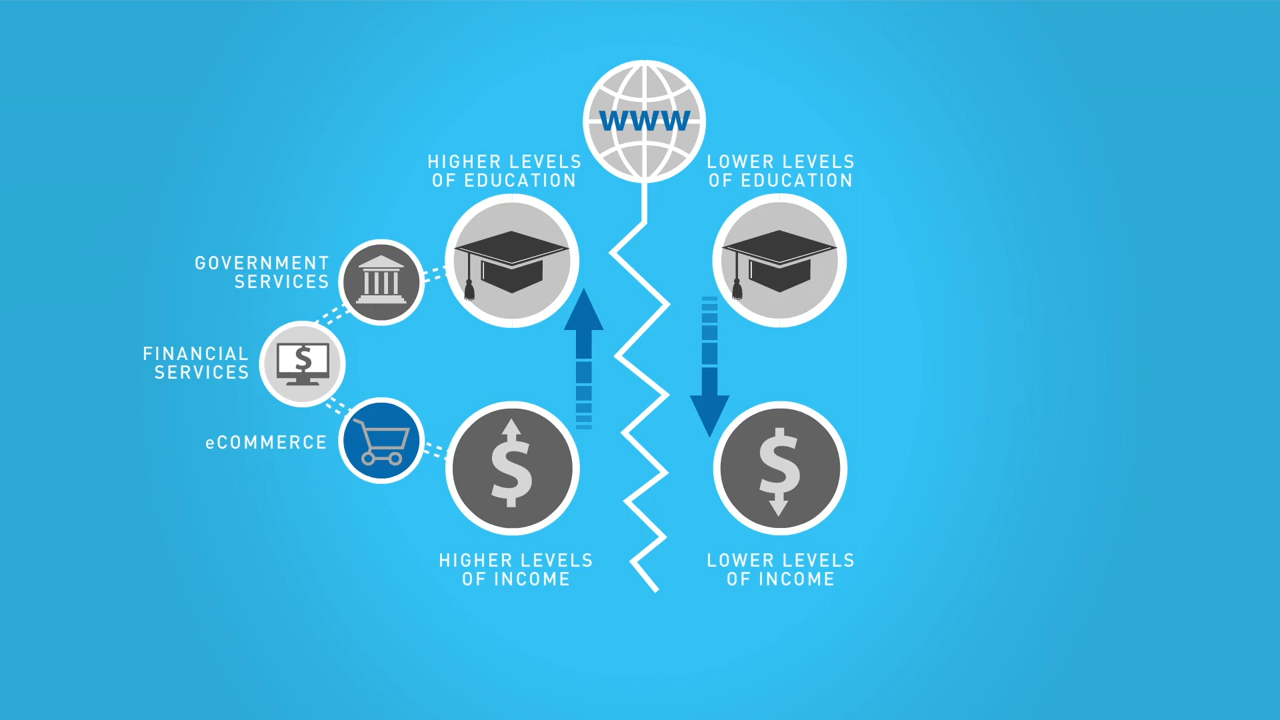 WWW
HIGHER LEVELS
OF EDUCATION
LOWER LEVELS
OF EDUCATION
GOVERNMENT
SERVICES
FINANCIAL
SERVICES
$
eCOMMERCE
$
$
HIGHER LEVELS
OF INCOME
LOWER LEVELS
OF INCOME